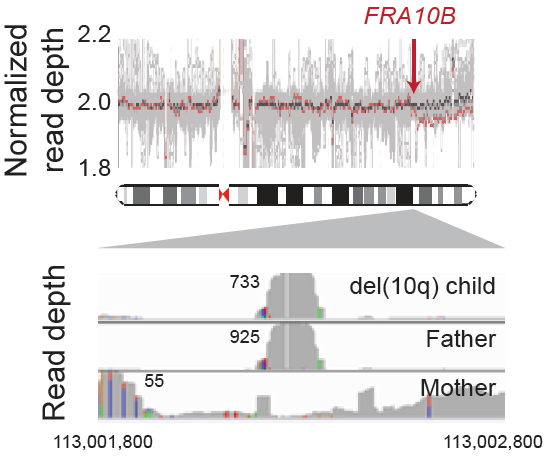 FRA10B
Normalized
read depth
2.2
2.0
1.8
Read depth
733
del(10q) child
925
Father
55
Mother
113,001,800
113,002,800